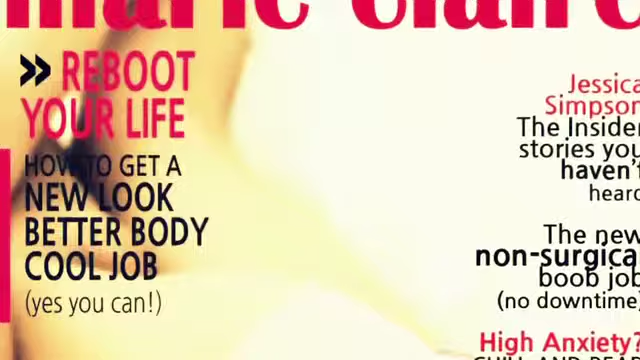 marie claire
» REBOOT
YOUR LIFE
HOW TO GET A
NEW LOOK
BETTER BODY
COOL JOB
(yes you can!)
Jessica
Simpson
The Insider
stories you
haven't
heard
The new
non-surgical
boob job
(no downtime)
High Anxiety?